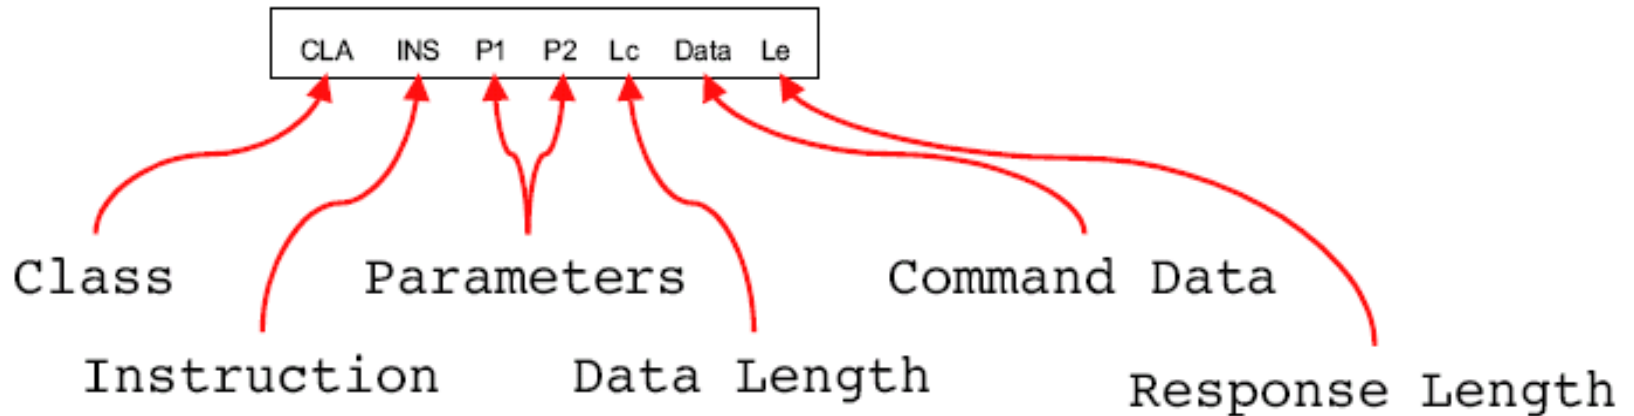 CLA INS P1 P2 Lc Data Le
Class Parameters Command Data
Instruction Data Length Response Length